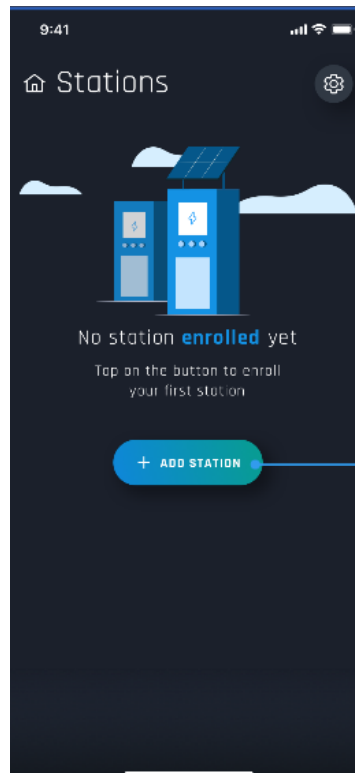 9:41
Stations
No station enrolled yet
Tap on the button to enroll
your first station
+ ADD STATION